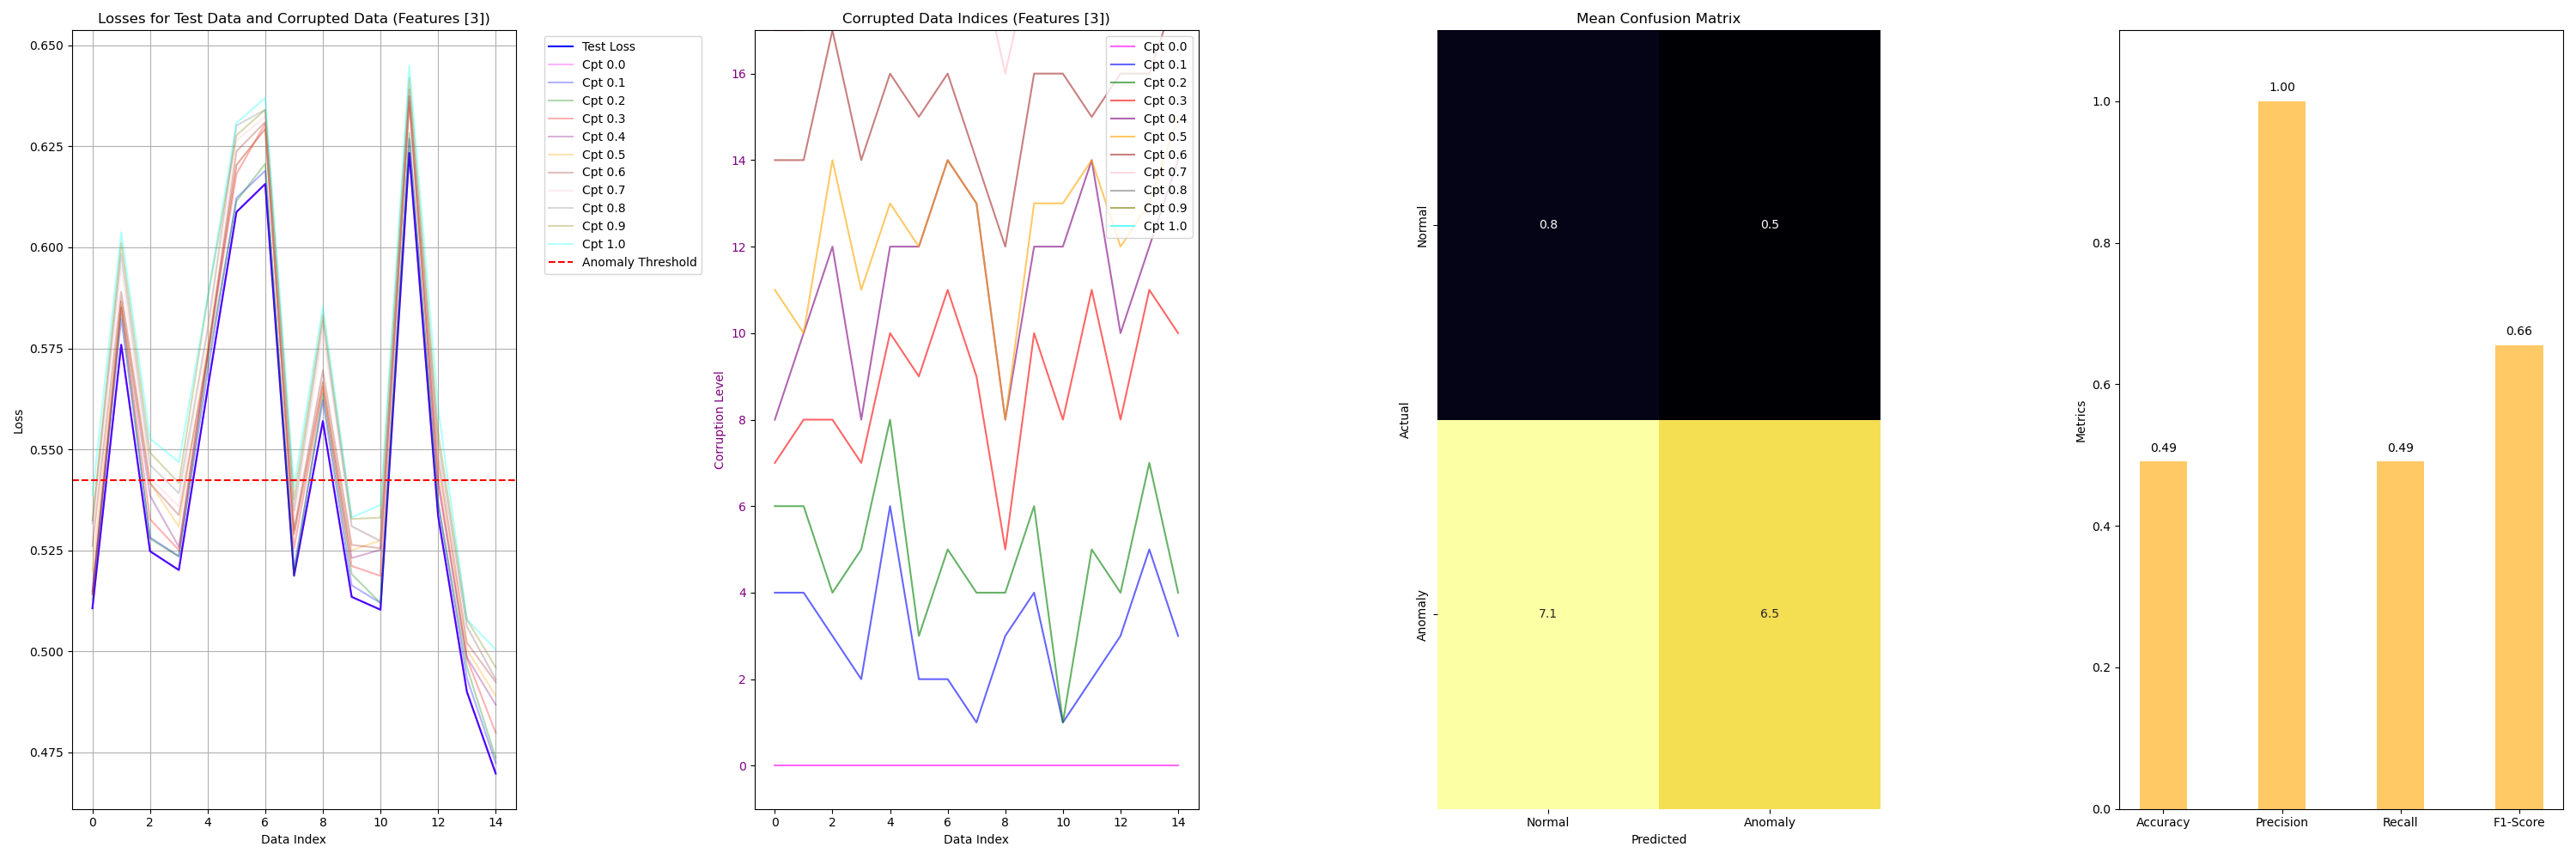 Losses for Test Data and Corrupted Data (Features [3])
Loss
0.650
0.625
0.600
0.575
0.550
0.525
0.500
0.475
0 2 4 6 8 10 12 14
Data Index
Test Loss
Cpt 0.0
Cpt 0.1
Cpt 0.2
Cpt 0.3
Cpt 0.4
Cpt 0.5
Cpt 0.6
Cpt 0.7
Cpt 0.8
Cpt 0.9
Cpt 1.0
Anomaly Threshold
Corrupted Data Indices (Features [3])
Corruption Level
16
14
12
10
8
6
4
2
0
0 2 4 6 8 10 12 14
Data Index
Cpt 0.0
Cpt 0.1
Cpt 0.2
Cpt 0.3
Cpt 0.4
Cpt 0.5
Cpt 0.6
Cpt 0.7
Cpt 0.8
Cpt 0.9
Cpt 1.0
Mean Confusion Matrix
Actual
Normal
0.8 0.5
Anomaly
7.1 6.5
Normal Anomaly
Predicted
Metrics
1.0
0.8
0.6
0.4
0.2
0.0
0.49
1.00
0.49
0.66
Accuracy Precision Recall F1-Score